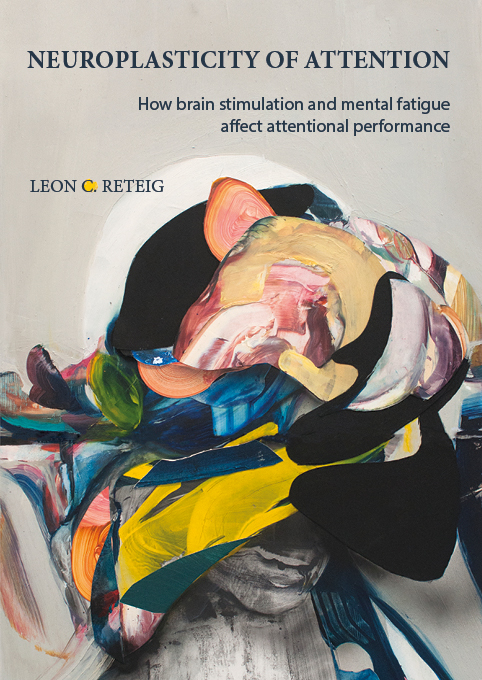 NEUROPLASTICITY OF ATTENTION
How brain stimulation and mental fatigue
affect attentional performance
LEON C. RETEIG